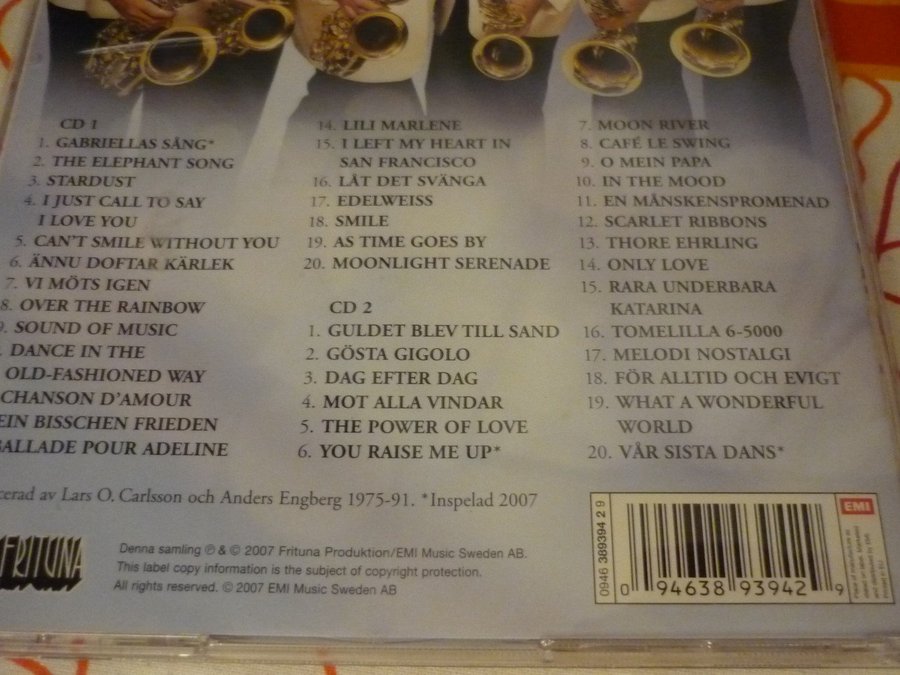 CD 1
1. GABRIELLAS SÅNG*
2. THE ELEPHANT SONG
3. STARDUST
4. I JUST CALL TO SAY
I LOVE YOU
5. CAN'T SMILE WITHOUT YOU
6. ÄNNU DOFTAR KÄRLEK
7. VI MÖTS IGEN
8. OVER THE RAINBOW
9. SOUND OF MUSIC
DANCE IN THE
OLD-FASHIONED WAY
CHANSON D'AMOUR
EIN BISSCHEN FRIEDEN
BALLADE POUR ADELINE
14. LILI MARLENE
15. I LEFT MY HEART IN
SAN FRANCISCO
16. LÅT DET SVÄNGA
17. EDELWEISS
18. SMILE
19. AS TIME GOES BY
20. MOONLIGHT SERENADE
CD 2
1. GULDET BLEV TILL SAND
2. GÖSTA GIGOLO
3. DAG EFTER DAG
4. MOT ALLA VINDAR
5. THE POWER OF LOVE
6. YOU RAISE ME UP*
7. MOON RIVER
8. CAFÉ LE SWING
9. O MEIN PAPA
10. IN THE MOOD
11. EN MÅNSKENSPROMENAD
12. SCARLET RIBBONS
13. THORE EHRLING
14. ONLY LOVE
15. RARA UNDERBARA
KATARINA
16. TOMELILLA 6-5000
17. MELODI NOSTALGI
18. FÖR ALLTID OCH EVIGT
19. WHAT A WONDERFUL
WORLD
20. VÅR SISTA DANS*
cerad av Lars O. Carlsson och Anders Engberg 1975-91. *Inspelad 2007
FRITUNA
Denna samling ℗ & © 2007 Frituna Produktion/EMI Music Sweden AB.
This label copy information is the subject of copyright protection.
All rights reserved. © 2007 EMI Music Sweden AB
0946 389394 2 9
0 94638 93942 9
EMI